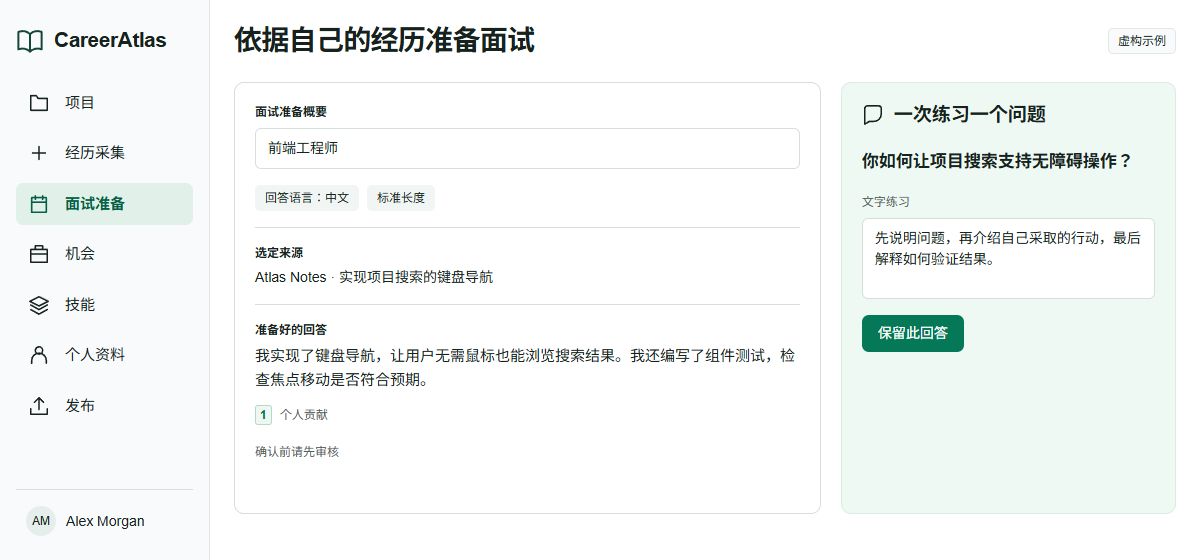 CareerAtlas
项目
经历采集
面试准备
机会
技能
个人资料
发布
AM
Alex Morgan
依据自己的经历准备面试
虚构示例
面试准备概要
前端工程师
回答语言：中文
标准长度
选定来源
Atlas Notes · 实现项目搜索的键盘导航
准备好的回答
我实现了键盘导航，让用户无需鼠标也能浏览搜索结果。我还编写了组件测试，检
查焦点移动是否符合预期。
1 个人贡献
确认前请先审核
一次练习一个问题
你如何让项目搜索支持无障碍操作？
文字练习
先说明问题，再介绍自己采取的行动，最后
解释如何验证结果。
保留此回答